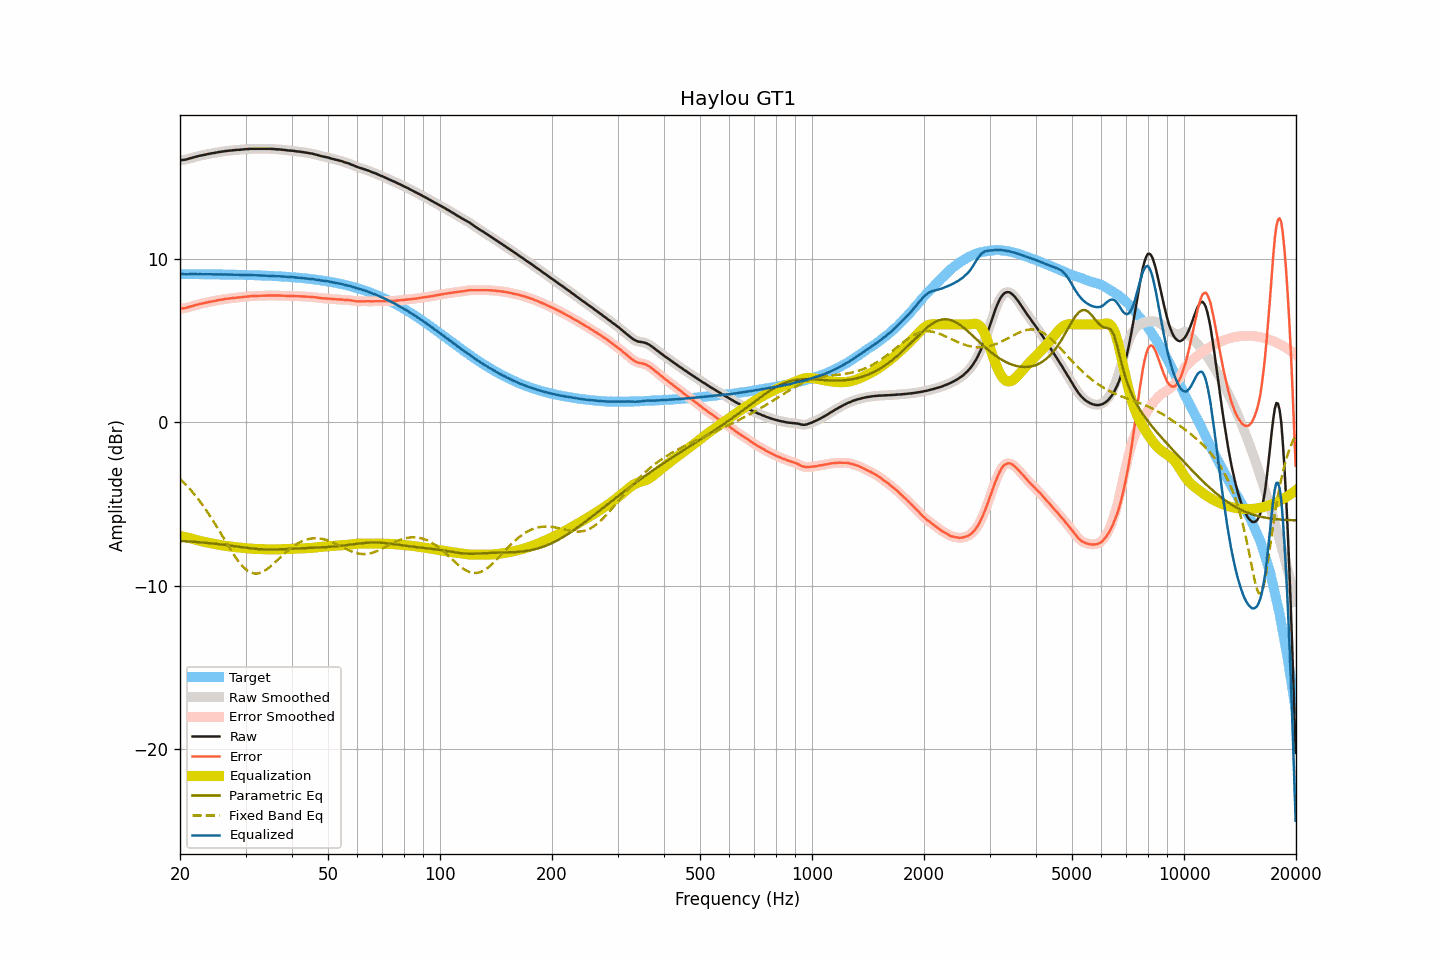 Haylou GT1
Amplitude (dBr)
10
0
−10
−20
Target
Raw Smoothed
Error Smoothed
Raw
Error
Equalization
Parametric Eq
Fixed Band Eq
Equalized
20 50 100 200 500 1000 2000 5000 10000 20000
Frequency (Hz)